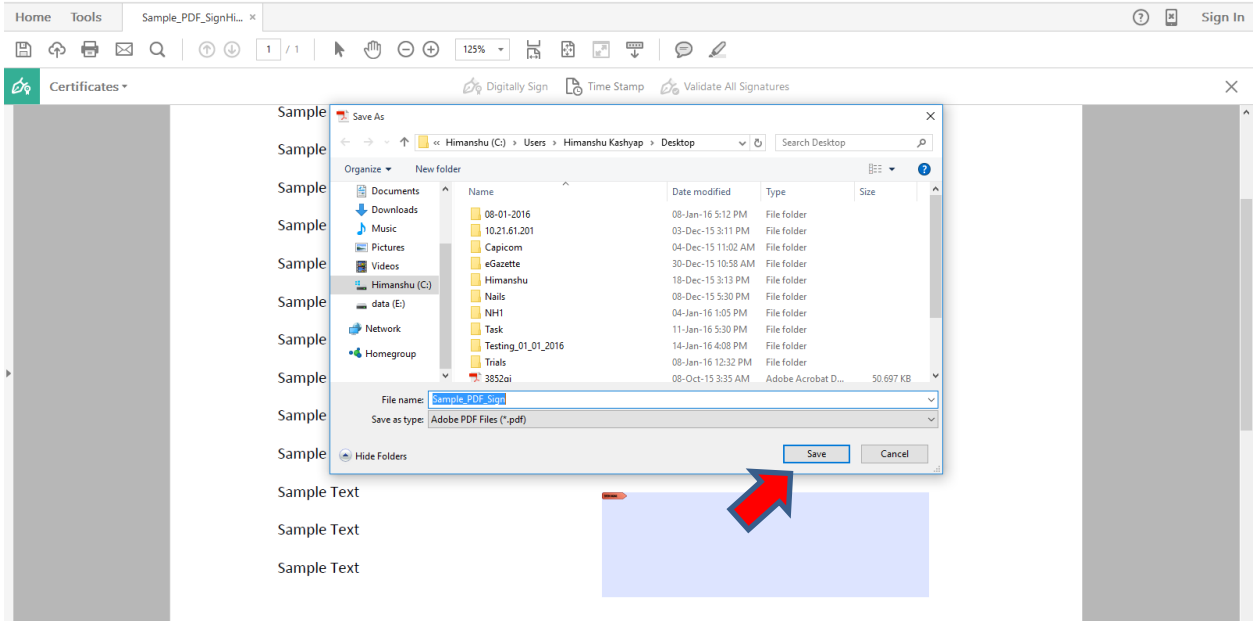 Home Tools Sample_PDF_SignHi... × ? Sign In
1 / 1 125%
Certificates Digitally Sign Time Stamp Validate All Signatures
Save As
« Himanshu (C:) › Users › Himanshu Kashyap › Desktop Search Desktop
Organize New folder
Name Date modified Type Size
Documents
Downloads
Music
Pictures
Videos
Himanshu (C:)
data (E:)
Network
Homegroup
08-01-2016 08-Jan-16 5:12 PM File folder
10.21.61.201 03-Dec-15 3:11 PM File folder
Capicom 04-Dec-15 11:02 AM File folder
eGazette 30-Dec-15 10:58 AM File folder
Himanshu 18-Dec-15 3:13 PM File folder
Nails 08-Dec-15 5:30 PM File folder
NH1 04-Jan-16 1:05 PM File folder
Task 11-Jan-16 5:30 PM File folder
Testing_01_01_2016 14-Jan-16 4:08 PM File folder
Trials 08-Jan-16 12:32 PM File folder
3852gi 08-Oct-15 3:35 AM Adobe Acrobat D... 50,697 KB
File name: Sample_PDF_Sign
Save as type: Adobe PDF Files (*.pdf)
Hide Folders Save Cancel
Sample
Sample
Sample
Sample
Sample
Sample
Sample
Sample
Sample
Sample
Sample Text
Sample Text
Sample Text